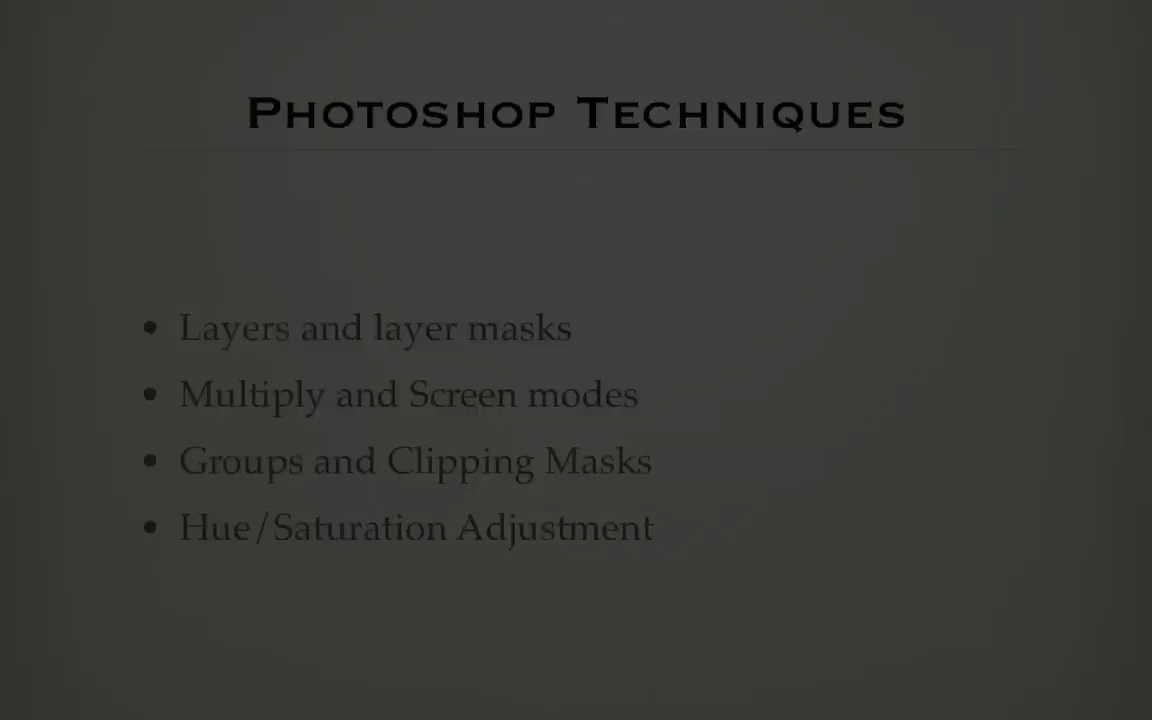 Photoshop Techniques
• Layers and layer masks
• Multiply and Screen modes
• Groups and Clipping Masks
• Hue/Saturation Adjustment